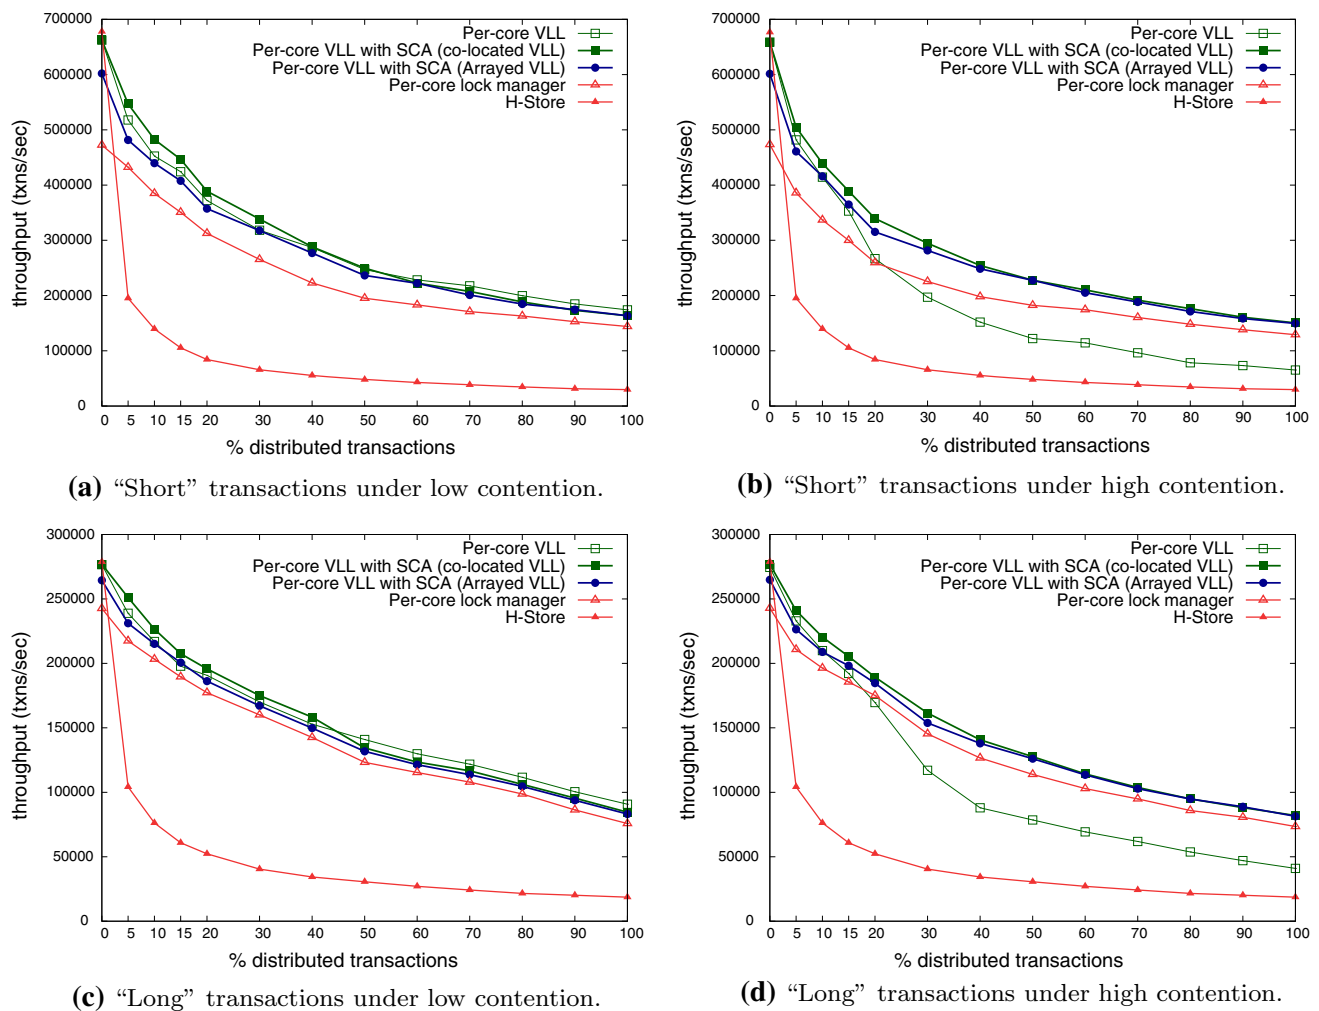 700000
600000
500000
400000
300000
200000
100000
0
throughput (txns/sec)
Per-core VLL
Per-core VLL with SCA (co-located VLL)
Per-core VLL with SCA (Arrayed VLL)
Per-core lock manager
H-Store
0 5 10 15 20 30 40 50 60 70 80 90 100
% distributed transactions
(a) “Short” transactions under low contention.
700000
600000
500000
400000
300000
200000
100000
0
throughput (txns/sec)
Per-core VLL
Per-core VLL with SCA (co-located VLL)
Per-core VLL with SCA (Arrayed VLL)
Per-core lock manager
H-Store
0 5 10 15 20 30 40 50 60 70 80 90 100
% distributed transactions
(b) “Short” transactions under high contention.
300000
250000
200000
150000
100000
50000
0
throughput (txns/sec)
Per-core VLL
Per-core VLL with SCA (co-located VLL)
Per-core VLL with SCA (Arrayed VLL)
Per-core lock manager
H-Store
0 5 10 15 20 30 40 50 60 70 80 90 100
% distributed transactions
(c) “Long” transactions under low contention.
300000
250000
200000
150000
100000
50000
0
throughput (txns/sec)
Per-core VLL
Per-core VLL with SCA (co-located VLL)
Per-core VLL with SCA (Arrayed VLL)
Per-core lock manager
H-Store
0 5 10 15 20 30 40 50 60 70 80 90 100
% distributed transactions
(d) “Long” transactions under high contention.